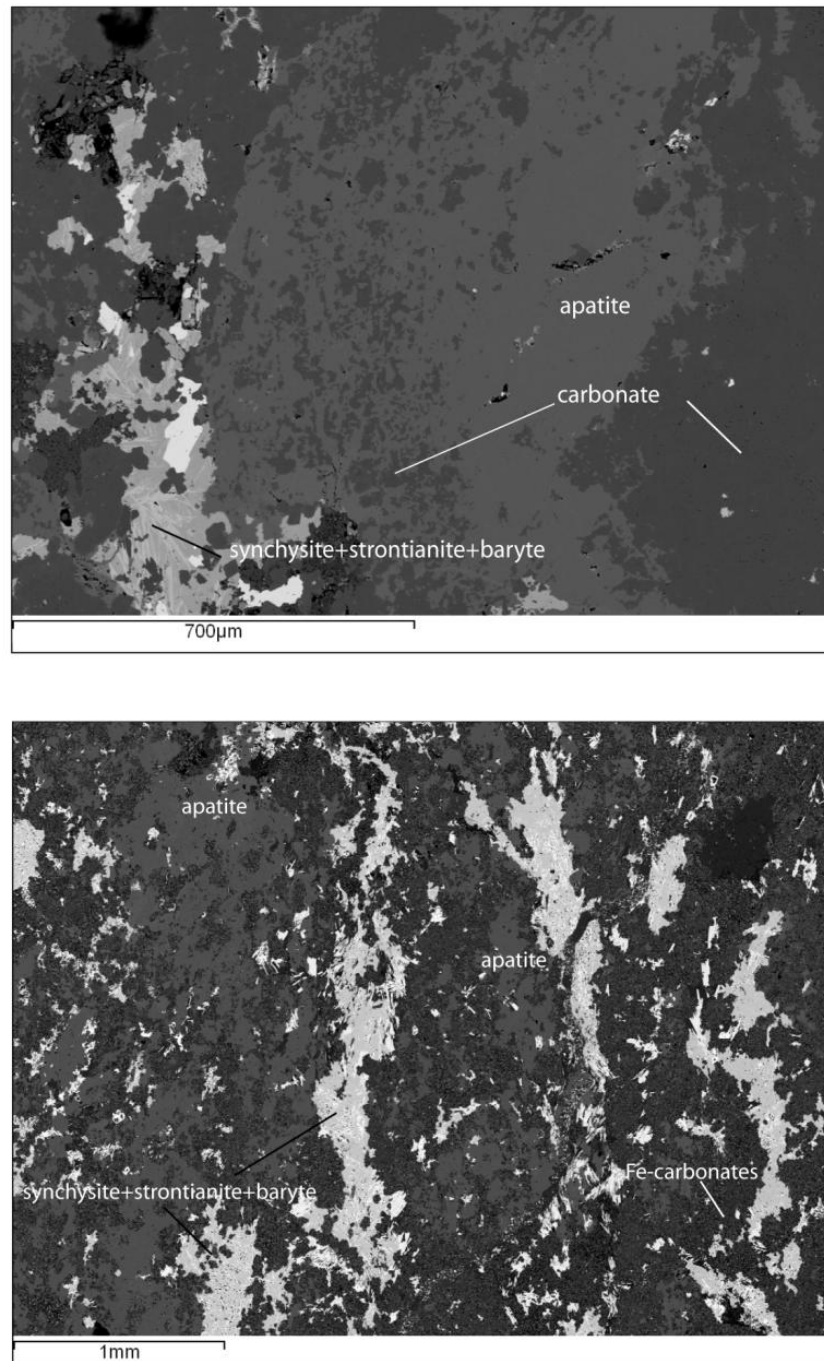 apatite
carbonate
synchysite+strontianite+baryte
700µm
apatite
apatite
synchysite+strontianite+baryte
Fe-carbonates
1mm